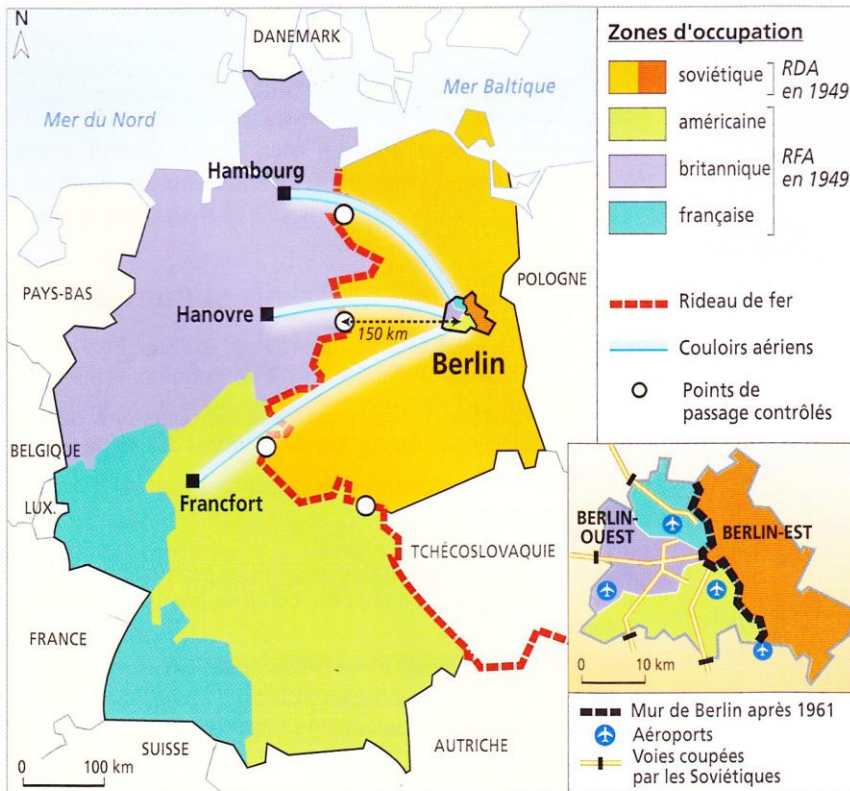 N
DANEMARK
Mer Baltique
Mer du Nord
Hambourg
PAYS-BAS
POLOGNE
Hanovre
150 km
Berlin
BELGIQUE
LUX.
Francfort
TCHÉCOSLOVAQUIE
FRANCE
SUISSE
AUTRICHE
0 100 km
Zones d'occupation
soviétique
RDA
en 1949
américaine
britannique
RFA
en 1949
française
Rideau de fer
Couloirs aériens
Points de
passage contrôlés
BERLIN-
OUEST
BERLIN-EST
0 10 km
Mur de Berlin après 1961
Aéroports
Voies coupées
par les Soviétiques